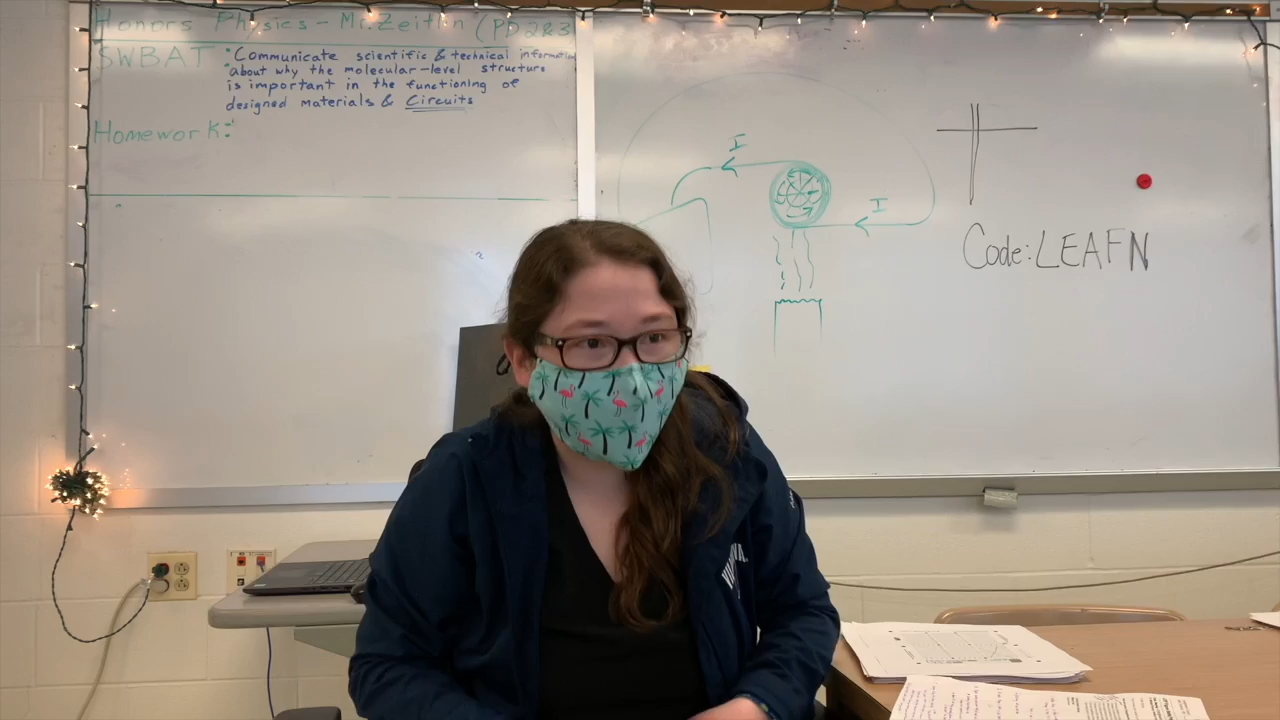 Honors Physics - Mr. Zeitlin (PD 2&3
SWBAT
• Communicate scientific & technical information
about why the molecular-level structure
is important in the functioning of
designed materials & Circuits
Homework:
I
I
Code: LEAFN